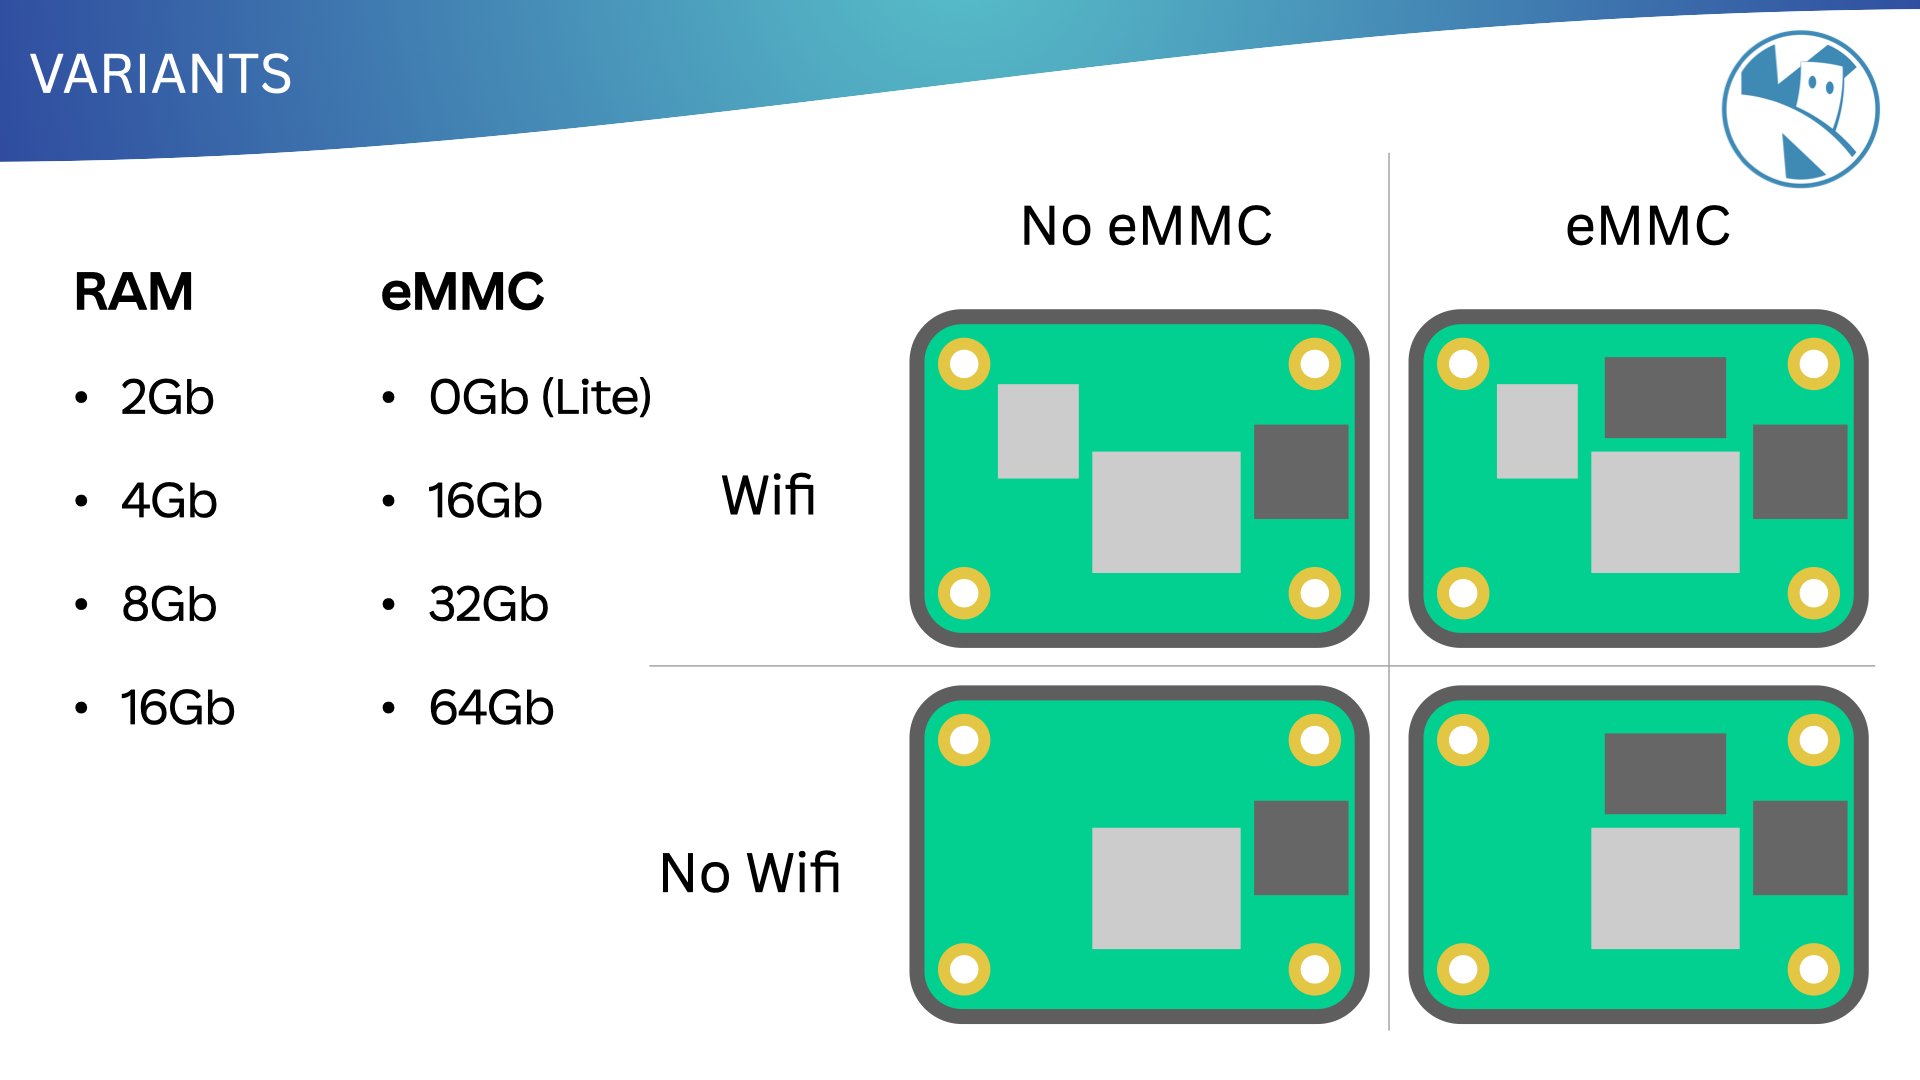 VARIANTS
RAM
• 2Gb
• 4Gb
• 8Gb
• 16Gb
eMMC
• 0Gb (Lite)
• 16Gb
• 32Gb
• 64Gb
No eMMC
eMMC
Wifi
No Wifi